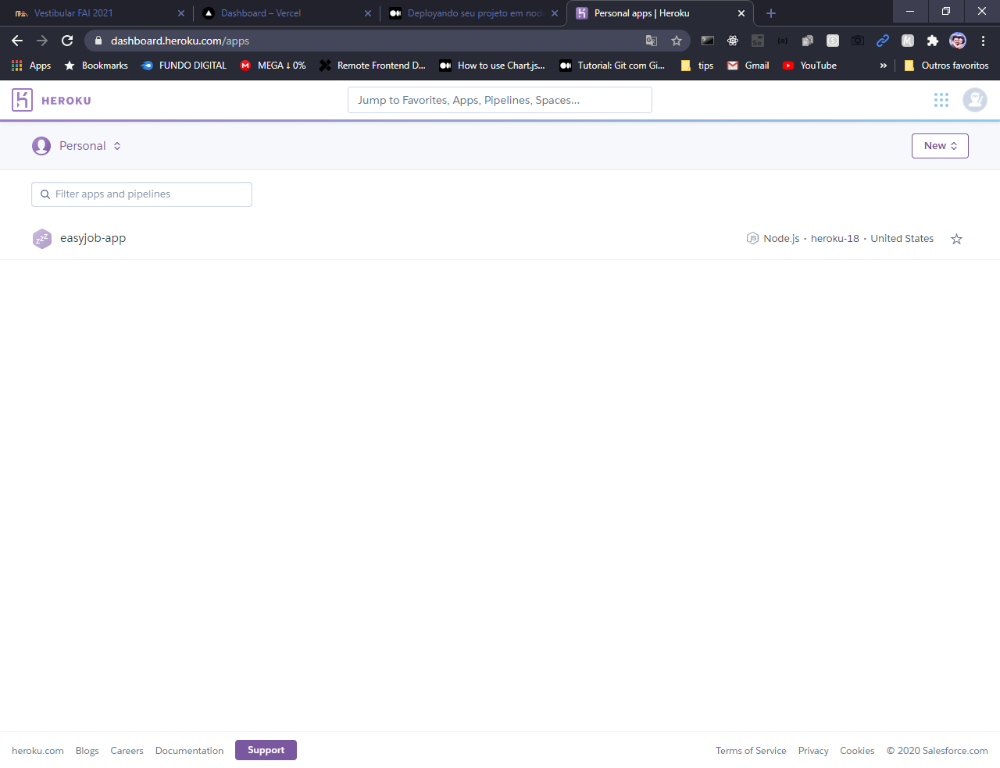 Vestibular FAI 2021
Dashboard – Vercel
Deployando seu projeto em node
Personal apps | Heroku
dashboard.heroku.com/apps
Apps
Bookmarks
FUNDO DIGITAL
MEGA ↓ 0%
Remote Frontend D...
How to use Chart.js...
Tutorial: Git com Gi...
tips
Gmail
YouTube
»
Outros favoritos
HEROKU
Jump to Favorites, Apps, Pipelines, Spaces...
Personal
New
Filter apps and pipelines
easyjob-app
Node.js · heroku-18 · United States
heroku.com
Blogs
Careers
Documentation
Support
Terms of Service
Privacy
Cookies
© 2020 Salesforce.com